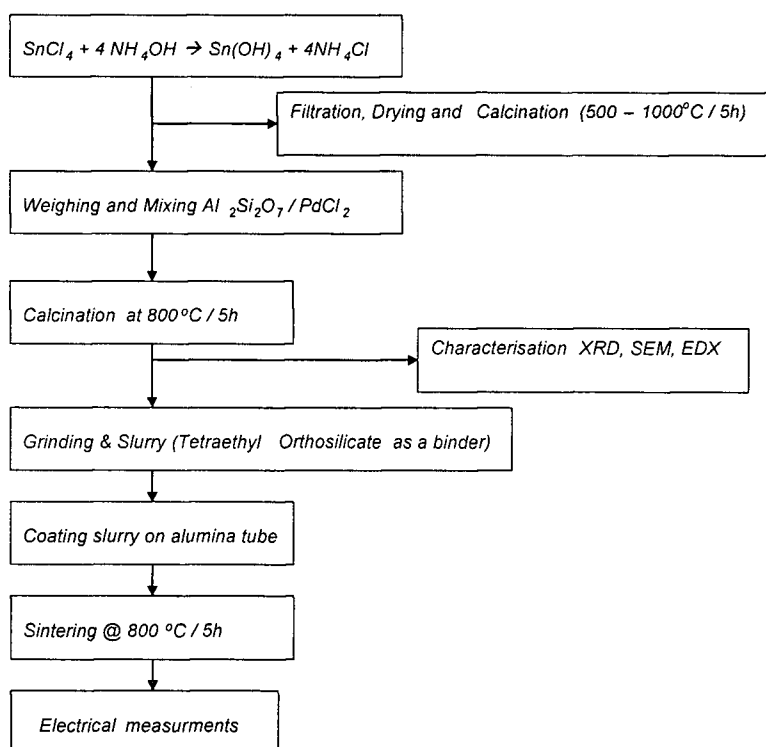 SnCl4 + 4 NH4OH → Sn(OH)4 + 4NH4Cl
Filtration, Drying and Calcination (500 – 1000°C / 5h)
Weighing and Mixing Al 2Si2O7 / PdCl2
Calcination at 800°C / 5h
Characterisation XRD, SEM, EDX
Grinding & Slurry (Tetraethyl Orthosilicate as a binder)
Coating slurry on alumina tube
Sintering @ 800 °C / 5h
Electrical measurments